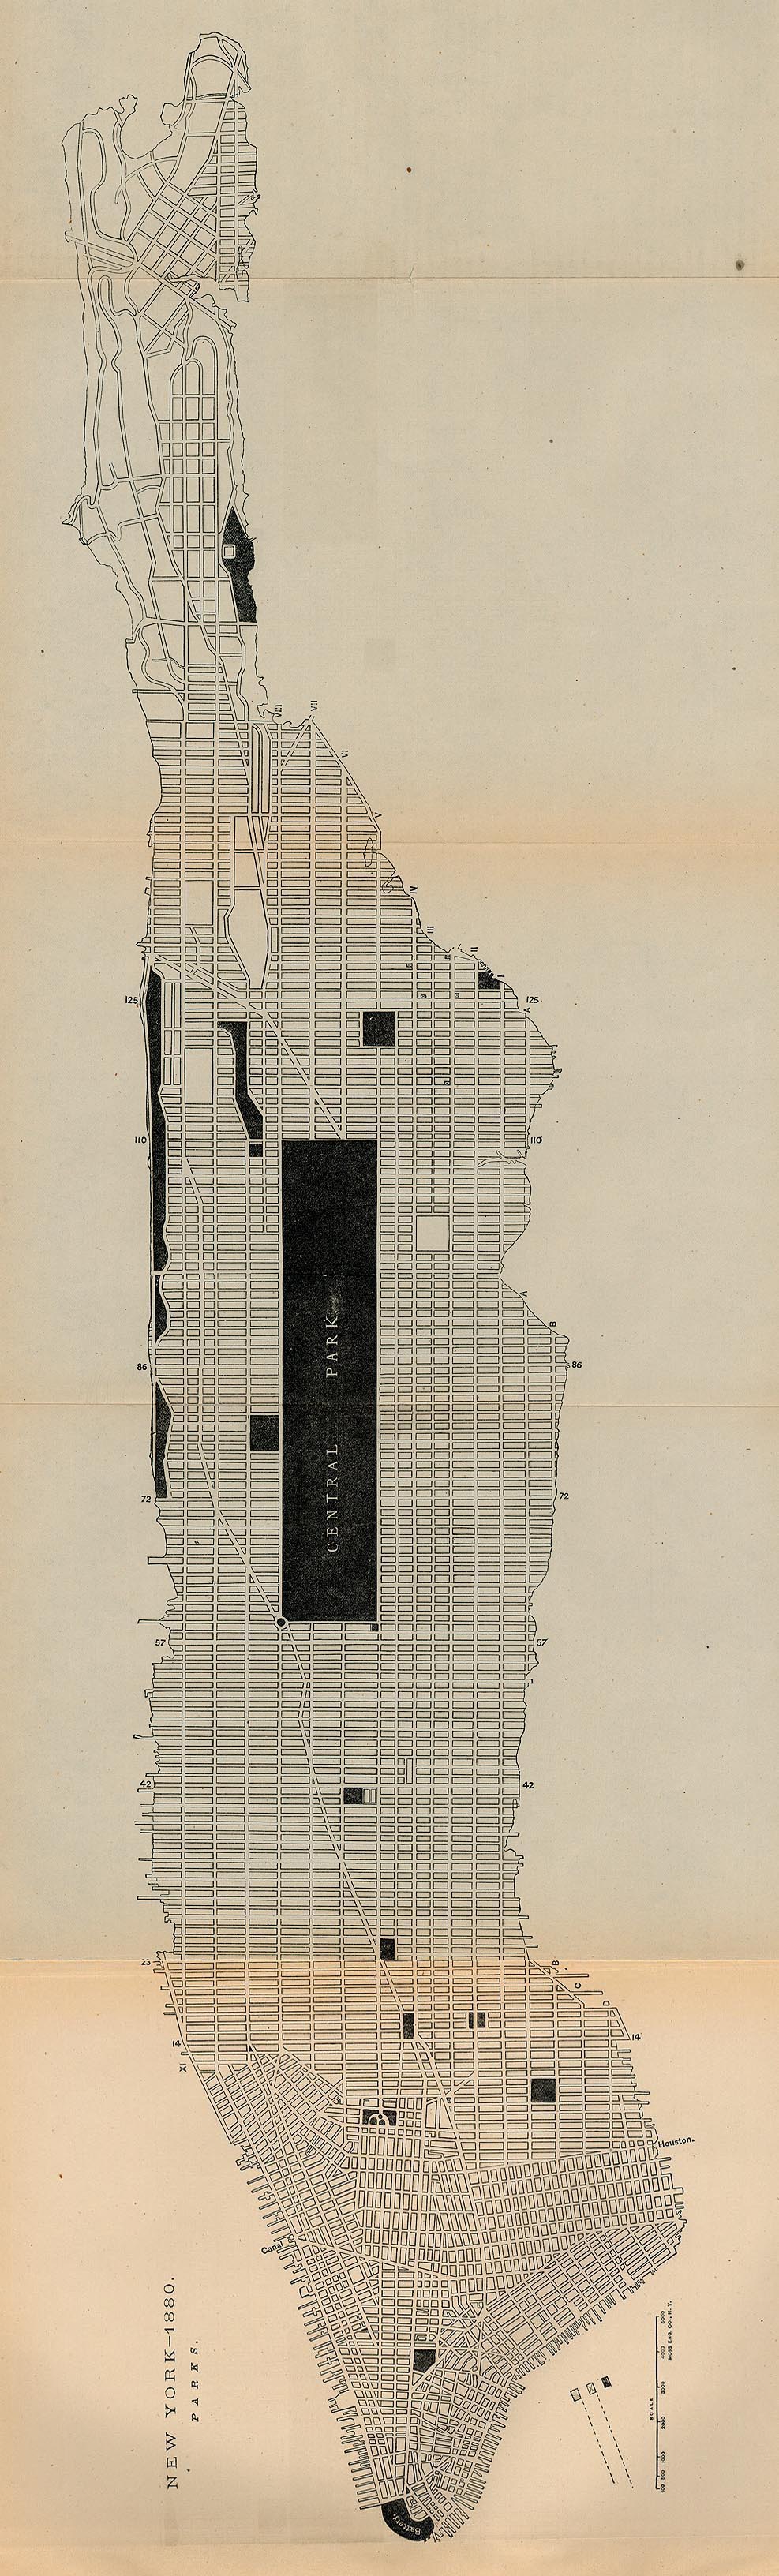 VIII
VII
VI
V
IV
III
II
I
125
125
A
110
110
A
B
86
86
CENTRAL PARK
72
72
57
57
42
42
23
B
C
D
14
14
XI
Houston.
Canal
NEW YORK–1880.
PARKS.
SCALE
MOSS ENG. CO., N.Y.
Battery.